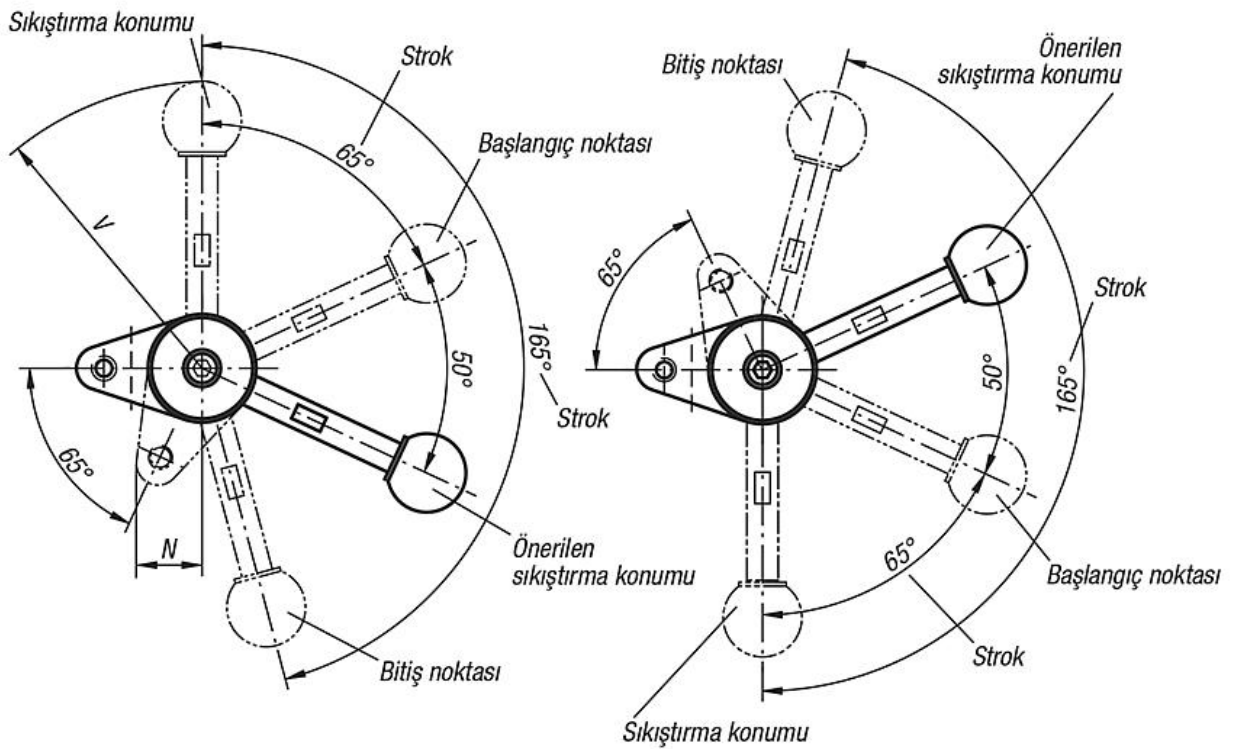 Sıkıştırma konumu
Strok
65°
Başlangıç noktası
V
165°
50°
Strok
65°
N
Önerilen
sıkıştırma konumu
Bitiş noktası
Bitiş noktası
Önerilen
sıkıştırma konumu
65°
Strok
50°
165°
65°
Başlangıç noktası
Strok
Sıkıştırma konumu